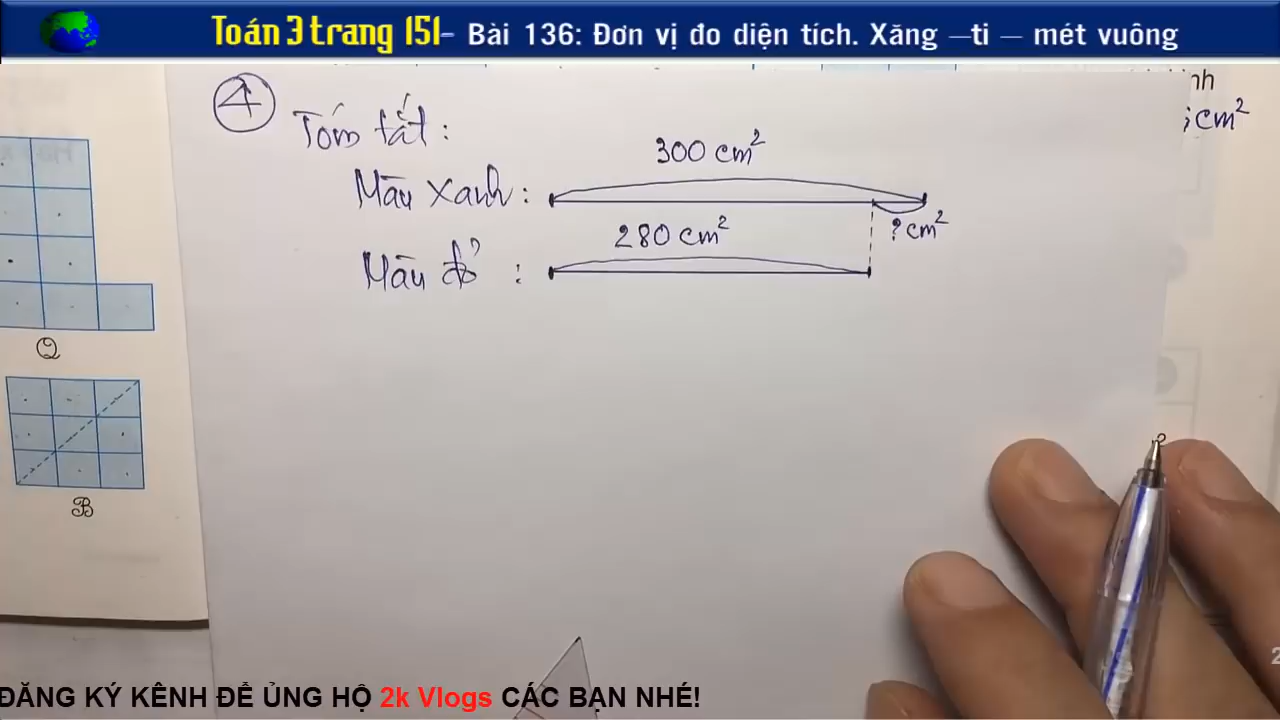 Toán 3 trang 151- Bài 136: Đơn vị đo diện tích. Xăng –ti – mét vuông
4
Tóm tắt:
300 cm²
Màu xanh:
? cm²
280 cm²
Màu đỏ :
; cm²
Q
B
ĐĂNG KÝ KÊNH ĐỂ ỦNG HỘ 2k Vlogs CÁC BẠN NHÉ!